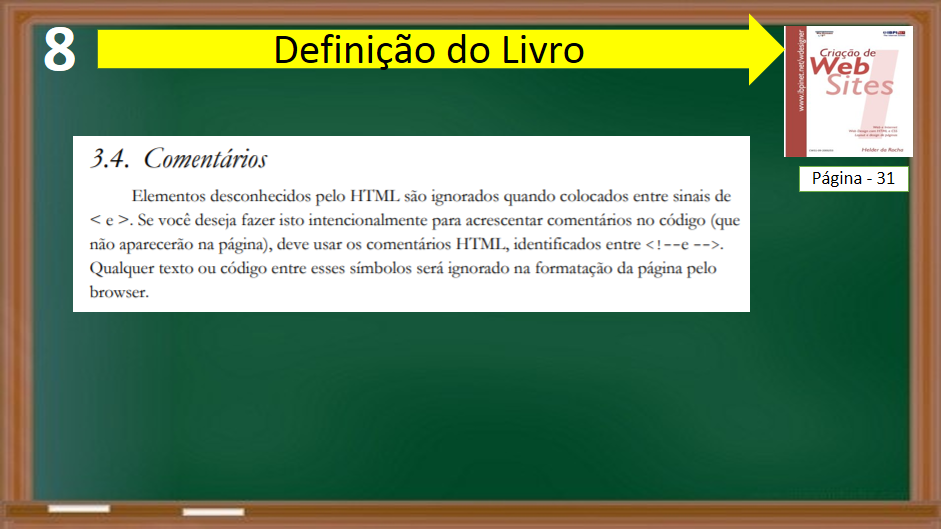 8
Definição do Livro
www.ibpinet.net/wdesigner
Criação de
Web
Sites
Helder da Rocha
Página - 31
3.4. Comentários
Elementos desconhecidos pelo HTML são ignorados quando colocados entre sinais de
< e >. Se você deseja fazer isto intencionalmente para acrescentar comentários no código (que
não aparecerão na página), deve usar os comentários HTML, identificados entre <!--e -->.
Qualquer texto ou código entre esses símbolos será ignorado na formatação da página pelo
browser.